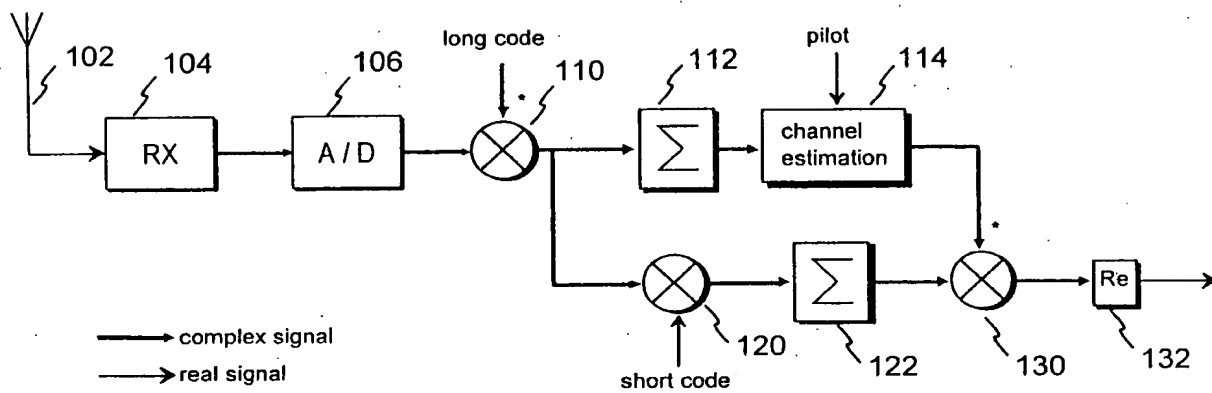 long code
pilot
102
104
106
110
112
114
*
RX
A / D
Σ
channel
estimation
*
Σ
Re
complex signal
real signal
short code
120
122
130
132